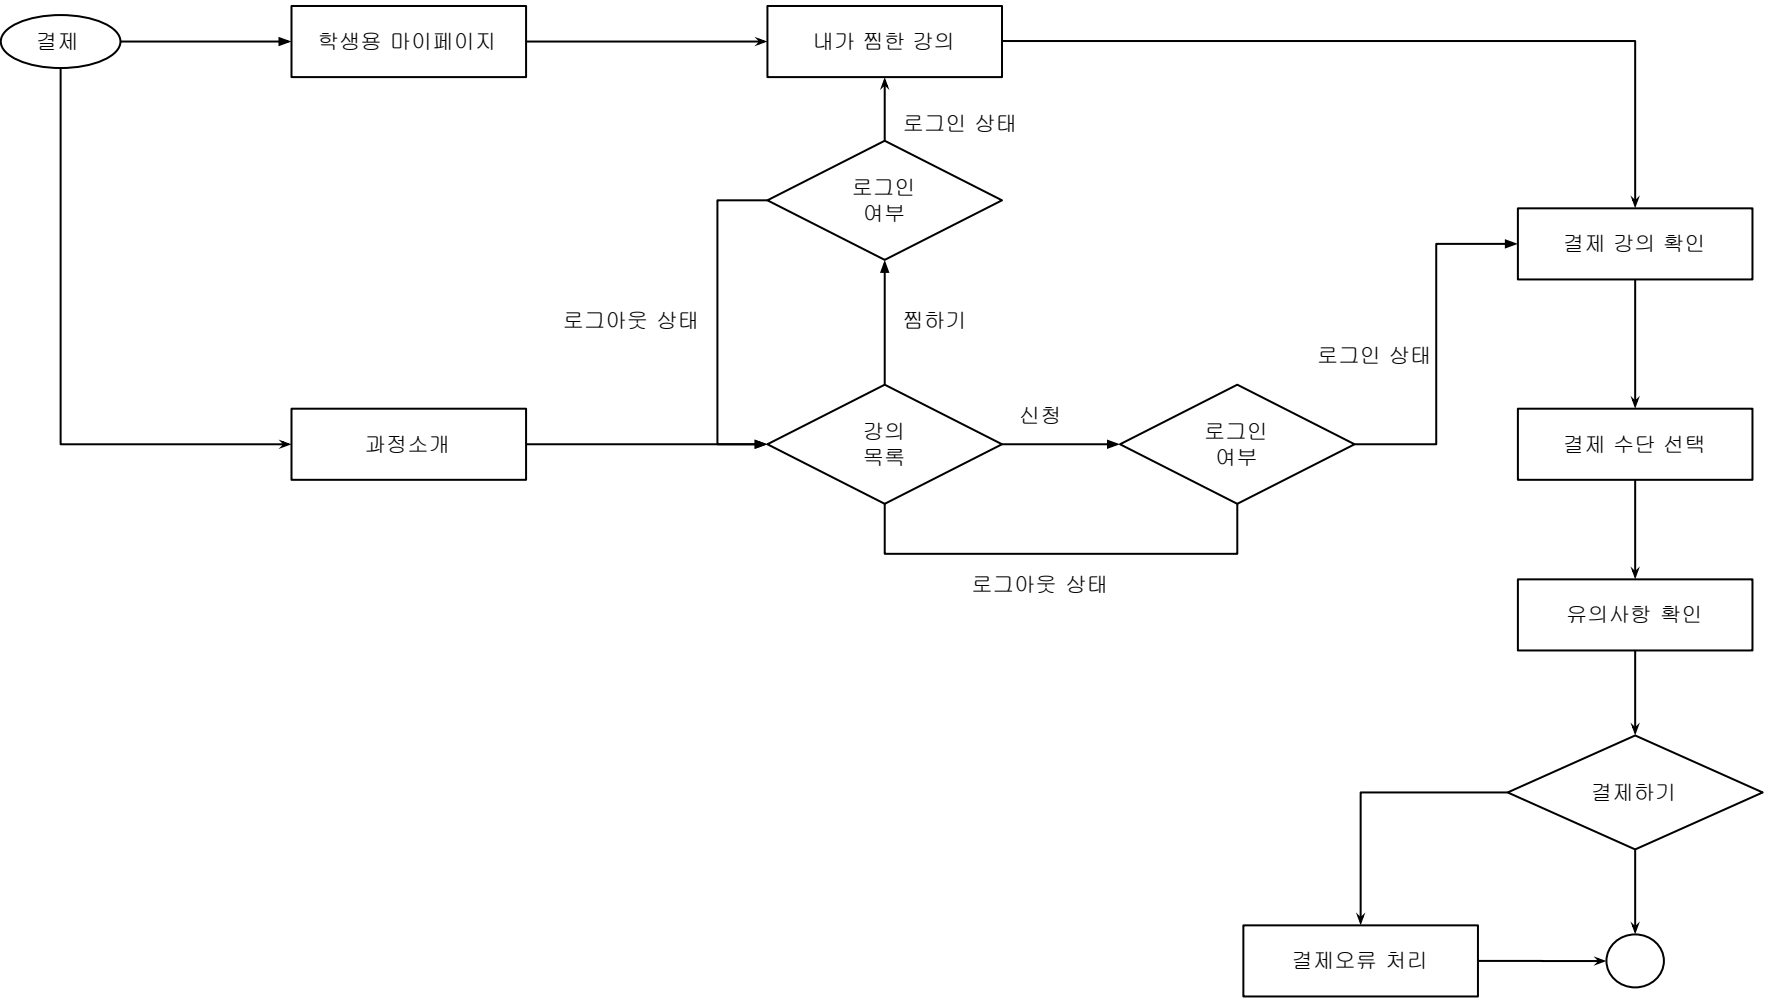 결제
학생용 마이페이지
내가 찜한 강의
로그인 상태
로그인
여부
결제 강의 확인
로그아웃 상태
찜하기
로그인 상태
과정소개
강의
목록
신청
로그인
여부
결제 수단 선택
로그아웃 상태
유의사항 확인
결제하기
결제오류 처리